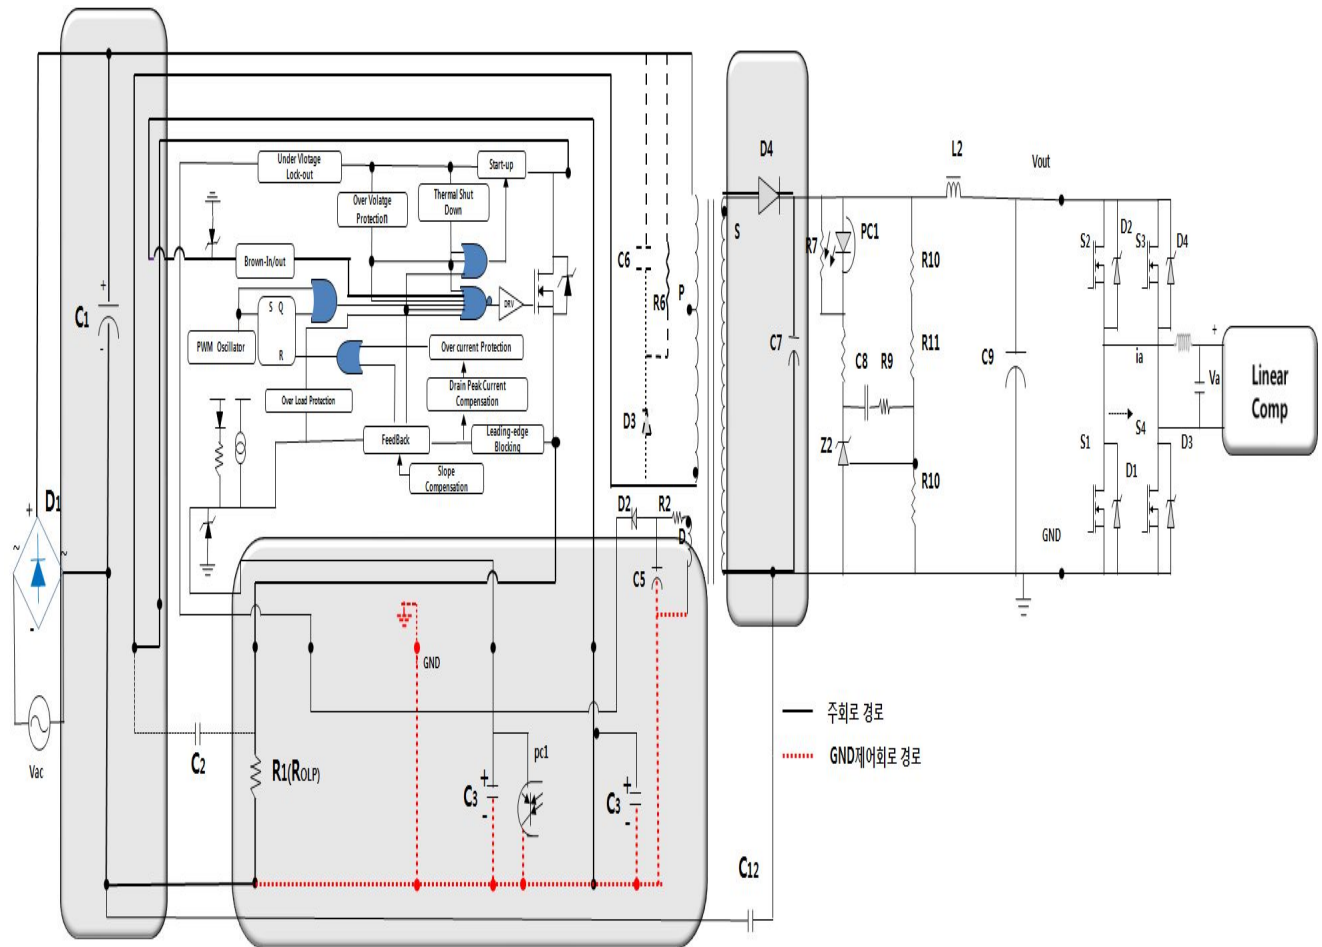 Under Vlotage
Lock-out
Start-up
Over Volatge
Protection
Thermal Shut
Down
Brown-In/out
S Q
R
PWM Oscillator
DRV
Over current Protection
Drain Peak Current
Compensation
Over Load Protection
FeedBack
Leading-edge
Blocking
Slope
Compensation
+
C1
-
D1
+
~
~
-
Vac
C2
R1(ROLP)
GND
C3
+
-
pc1
C3
+
-
C5
D2
R2
D
C6
R6
P
D3
S
D4
C7
R7
PC1
R10
R11
C8
R9
Z2
R10
L2
C9
Vout
GND
S2
D2
S3
D4
ia
+
Va
S4
S1
D1
D3
Linear
Comp
C12
주회로 경로
GND제어회로 경로